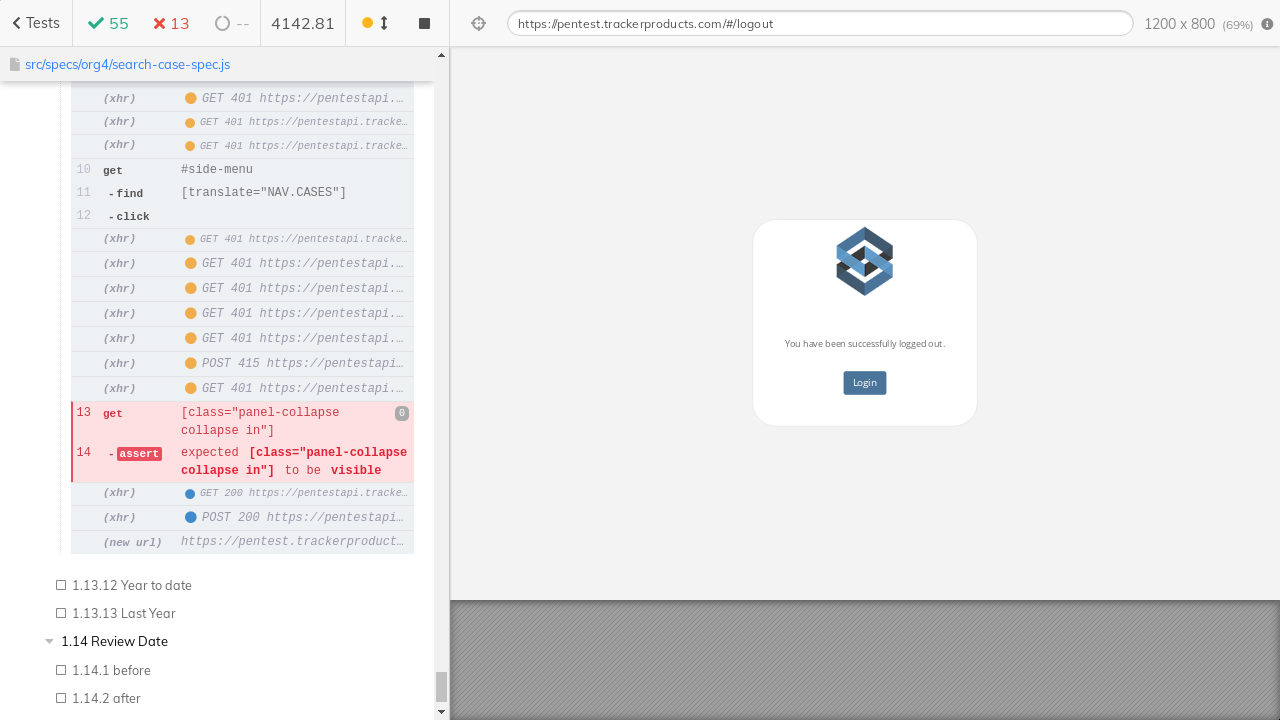 Tests 55 13 -- 4142.81
https://pentest.trackerproducts.com/#/logout 1200 x 800 (69%)
src/specs/org4/search-case-spec.js
(xhr) GET 401 https://pentestapi.…
(xhr) GET 401 https://pentestapi.tracke…
(xhr) GET 401 https://pentestapi.tracke…
10 get #side-menu
11 -find [translate="NAV.CASES"]
12 -click
(xhr) GET 401 https://pentestapi.tracke…
(xhr) GET 401 https://pentestapi.…
(xhr) GET 401 https://pentestapi.…
(xhr) GET 401 https://pentestapi.…
(xhr) GET 401 https://pentestapi.…
(xhr) POST 415 https://pentestapi…
(xhr) GET 401 https://pentestapi.…
13 get [class="panel-collapse 0
collapse in"]
14 -assert expected [class="panel-collapse
collapse in"] to be visible
(xhr) GET 200 https://pentestapi.tracke…
(xhr) POST 200 https://pentestapi…
(new url) https://pentest.trackerproduct…
1.13.12 Year to date
1.13.13 Last Year
1.14 Review Date
1.14.1 before
1.14.2 after
You have been successfully logged out.
Login